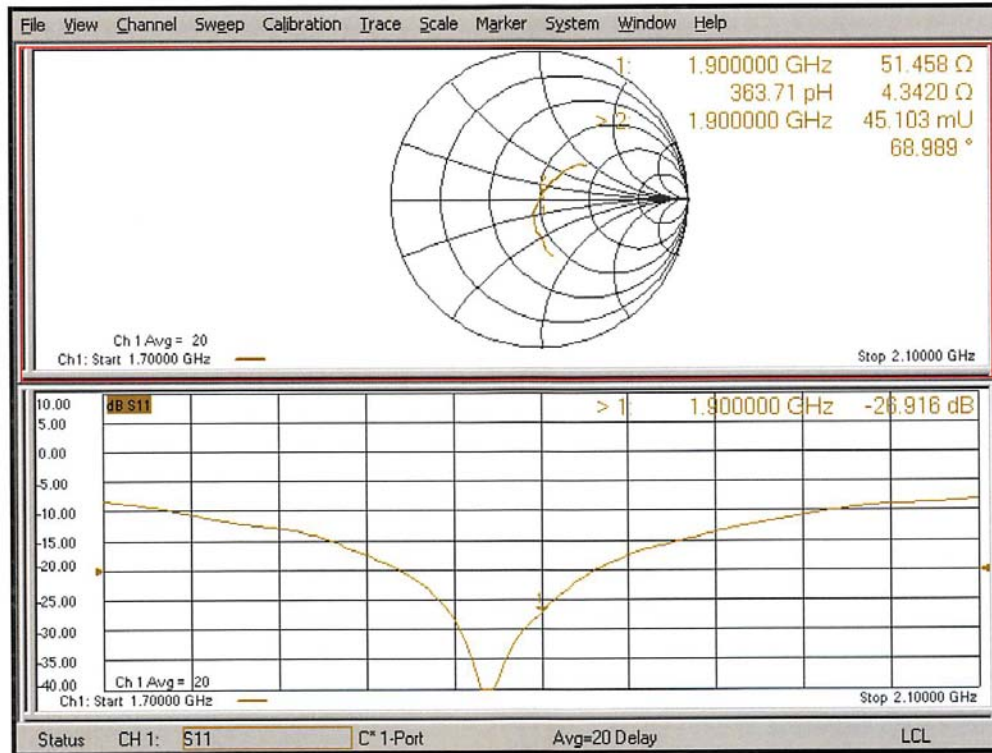 File View Channel Sweep Calibration Trace Scale Marker System Window Help
1: 1.900000 GHz 51.458 Ω
363.71 pH 4.3420 Ω
> 2: 1.900000 GHz 45.103 mU
68.989 °
Ch 1 Avg = 20
Ch1: Start 1.70000 GHz
Stop 2.10000 GHz
dB S11
> 1: 1.900000 GHz -26.916 dB
10.00
5.00
0.00
-5.00
-10.00
-15.00
-20.00
-25.00
-30.00
-35.00
-40.00
1
Ch 1 Avg = 20
Ch1: Start 1.70000 GHz
Stop 2.10000 GHz
Status CH 1: S11 C* 1-Port Avg=20 Delay LCL